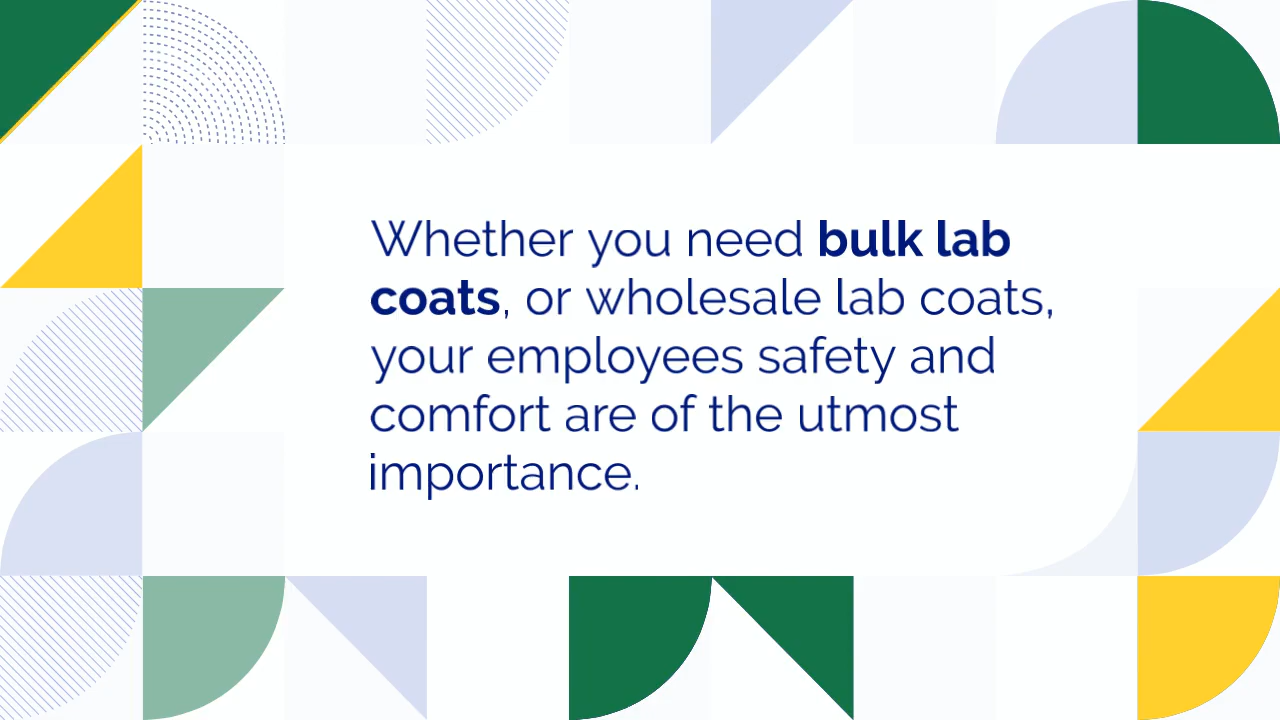 Whether you need bulk lab
coats, or wholesale lab coats,
your employees safety and
comfort are of the utmost
importance.